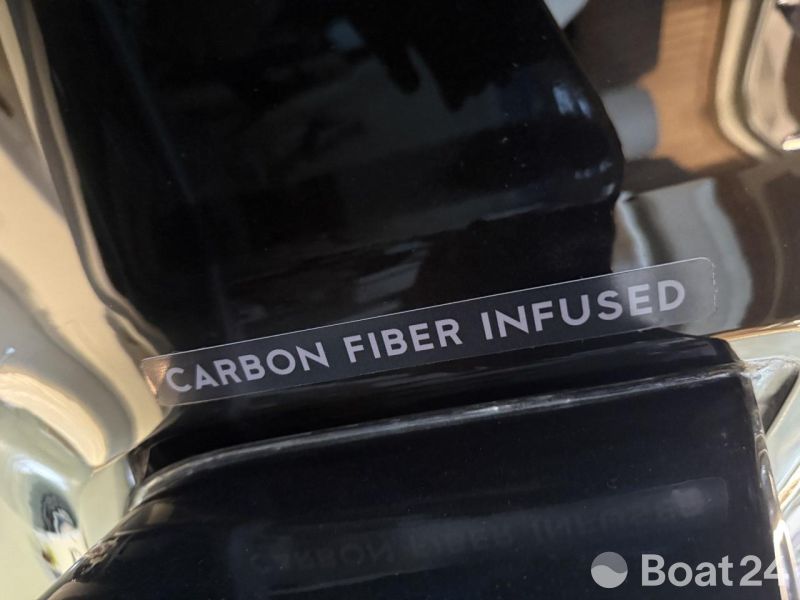 CARBON FIBER INFUSED
Boat24